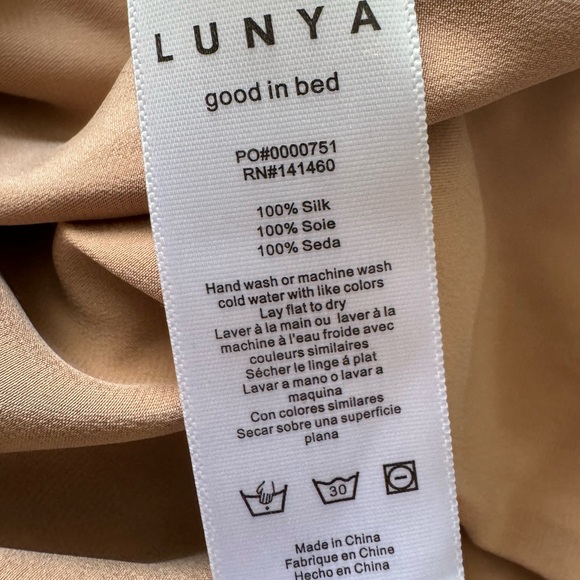 LUNYA
good in bed
PO#0000751
RN#141460
100% Silk
100% Soie
100% Seda
Hand wash or machine wash
cold water with like colors
Lay flat to dry
Laver à la main ou laver à la
machine à l'eau froide avec
couleurs similaires
Sécher le linge á plat
Lavar a mano o lavar a
maquina
Con colores similares
Secar sobre una superficie
plana
30
Made in China
Fabrique en Chine
Hecho en China